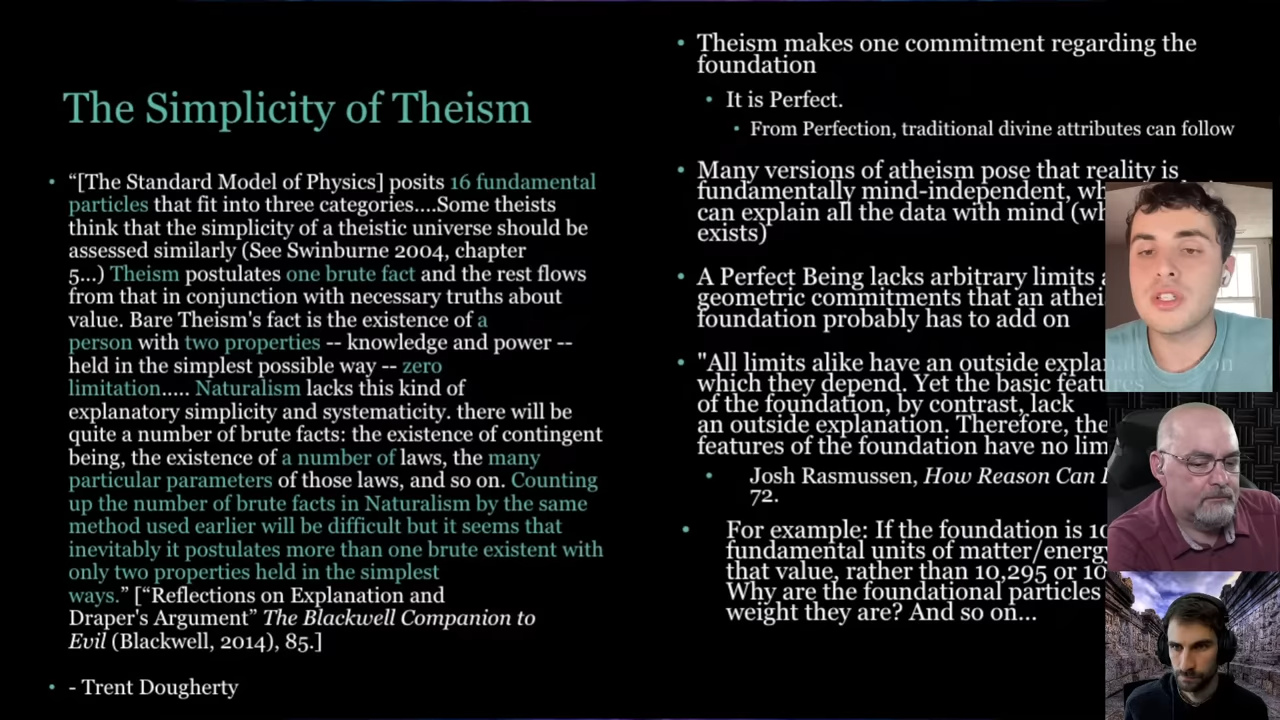 The Simplicity of Theism
• “[The Standard Model of Physics] posits 16 fundamental
particles that fit into three categories....Some theists
think that the simplicity of a theistic universe should be
assessed similarly (See Swinburne 2004, chapter
5...) Theism postulates one brute fact and the rest flows
from that in conjunction with necessary truths about
value. Bare Theism's fact is the existence of a
person with two properties -- knowledge and power --
held in the simplest possible way -- zero
limitation..... Naturalism lacks this kind of
explanatory simplicity and systematicity. there will be
quite a number of brute facts: the existence of contingent
being, the existence of a number of laws, the many
particular parameters of those laws, and so on. Counting
up the number of brute facts in Naturalism by the same
method used earlier will be difficult but it seems that
inevitably it postulates more than one brute existent with
only two properties held in the simplest
ways.” [“Reflections on Explanation and
Draper's Argument” The Blackwell Companion to
Evil (Blackwell, 2014), 85.]
• - Trent Dougherty
• Theism makes one commitment regarding the
foundation
• It is Perfect.
• From Perfection, traditional divine attributes can follow
• Many versions of atheism pose that reality is
fundamentally mind-independent,
can explain all the data with mind
exists)
• A Perfect Being lacks arbitrary limits
geometric commitments that an
foundation probably has to add on
• "All limits alike have an outside
which they depend. Yet the basic features
of the foundation, by contrast, lack
an outside explanation. Therefore, the
features of the foundation have no
• Josh Rasmussen, How Reason Can
72.
• For example: If the foundation is
fundamental units of matter/energy
that value, rather than 10,295 or
Why are the foundational particles
weight they are? And so on...